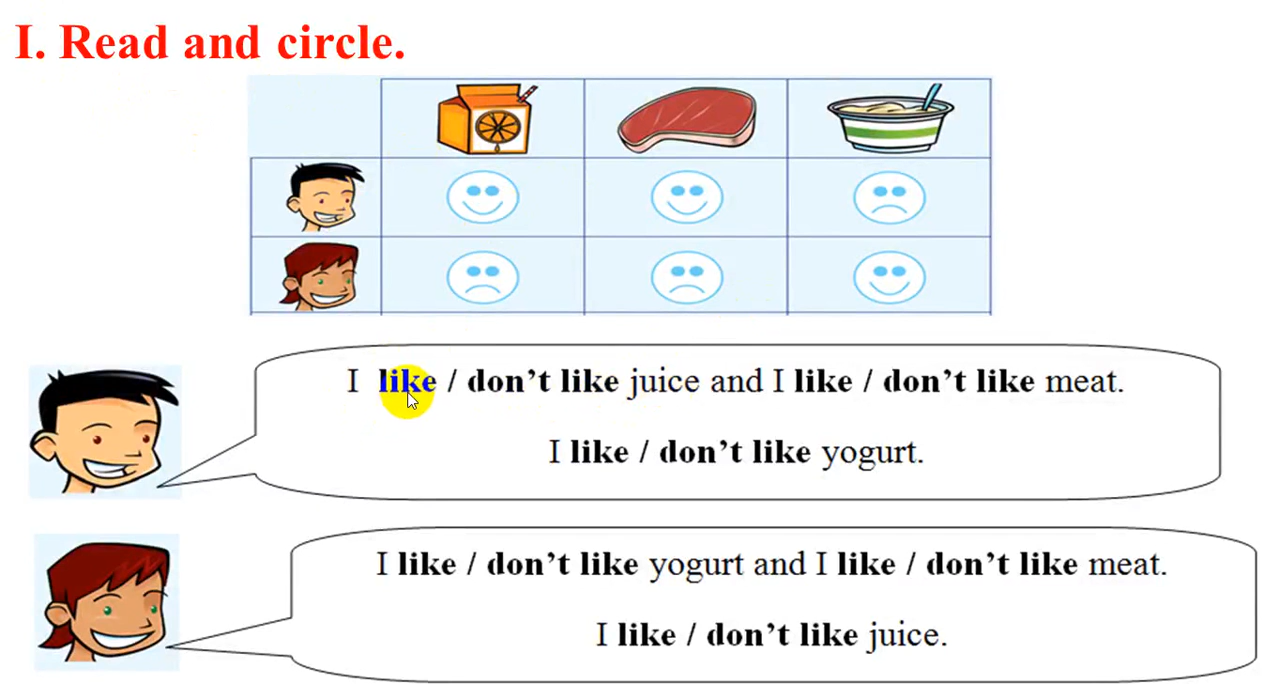 I. Read and circle.
I like / don’t like juice and I like / don’t like meat.
I like / don’t like yogurt.
I like / don’t like yogurt and I like / don’t like meat.
I like / don’t like juice.